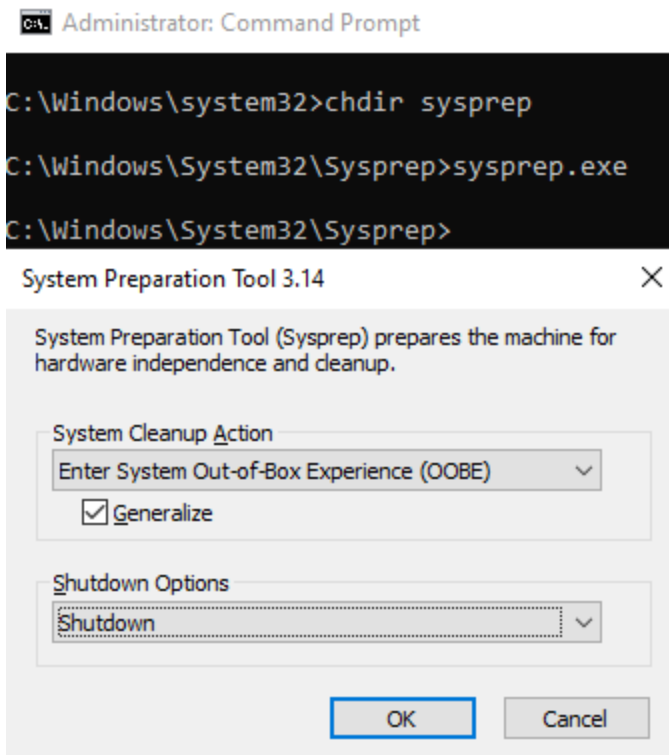 Administrator: Command Prompt
C:\Windows\system32>chdir sysprep
C:\Windows\System32\Sysprep>sysprep.exe
C:\Windows\System32\Sysprep>
System Preparation Tool 3.14
System Preparation Tool (Sysprep) prepares the machine for
hardware independence and cleanup.
System Cleanup Action
Enter System Out-of-Box Experience (OOBE)
Generalize
Shutdown Options
Shutdown
OK Cancel